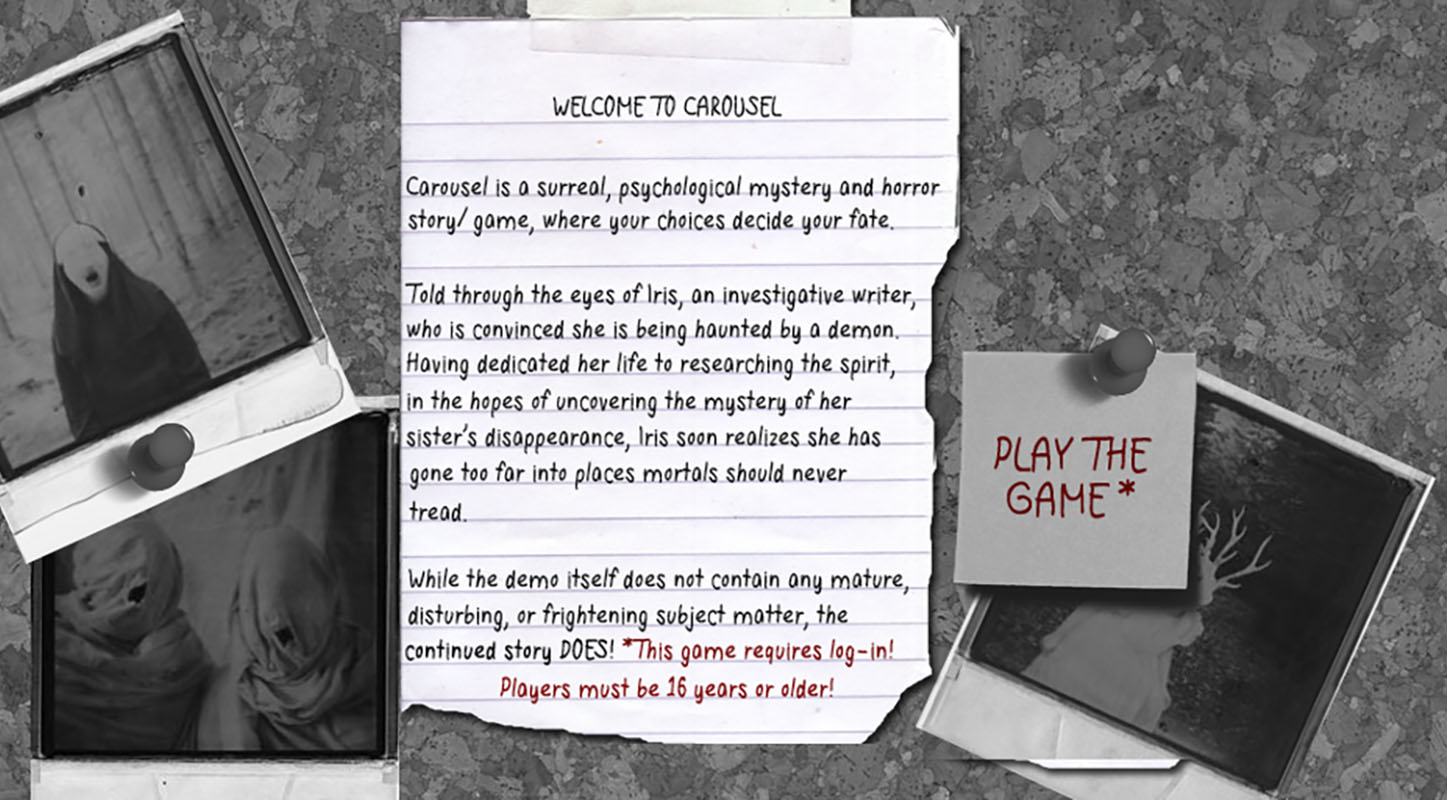 WELCOME TO CAROUSEL
Carousel is a surreal, psychological mystery and horror
story/ game, where your choices decide your fate.
Told through the eyes of Iris, an investigative writer,
who is convinced she is being haunted by a demon.
Having dedicated her life to researching the spirit,
in the hopes of uncovering the mystery of her
sister's disappearance, Iris soon realizes she has
gone too far into places mortals should never
tread.
While the demo itself does not contain any mature,
disturbing, or frightening subject matter, the
continued story DOES! *This game requires log-in!
Players must be 16 years or older!
PLAY THE
GAME*